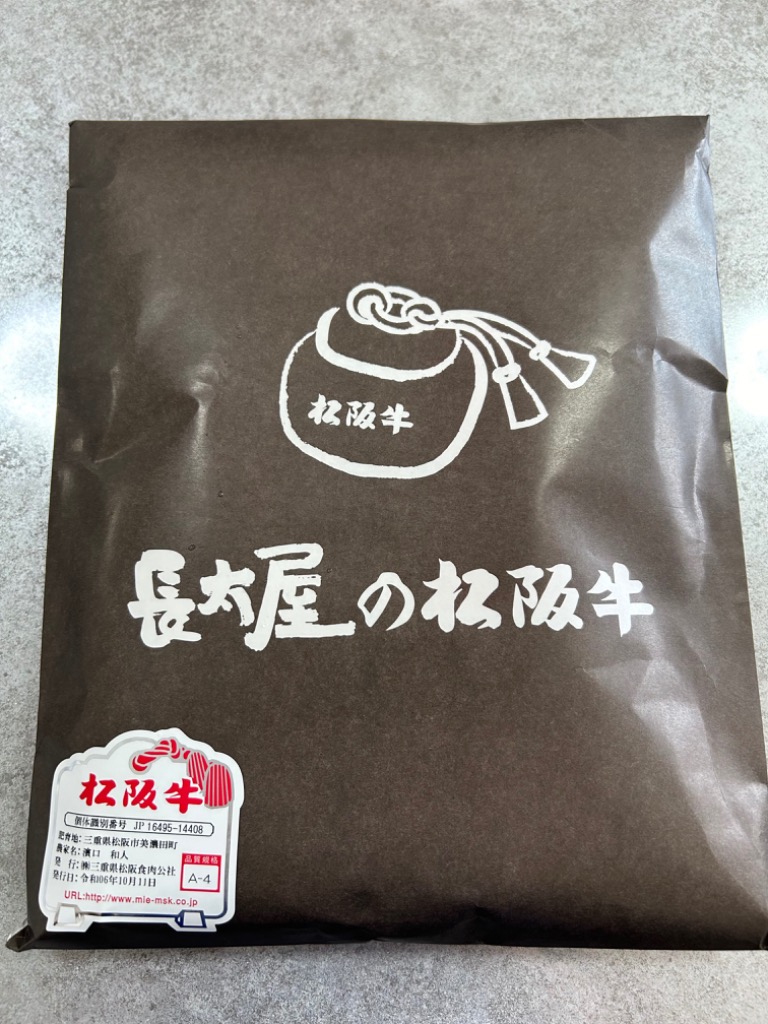 松阪牛
長太屋の松阪牛
松阪牛
個体識別番号 JP 16495-14408
肥育地:三重県松阪市美濃田町
農家名:濱口 和人
発 行:㈱三重県松阪食肉公社
発行日:令和06年10月11日
品質規格
A-4
URL:http://www.mie-msk.co.jp